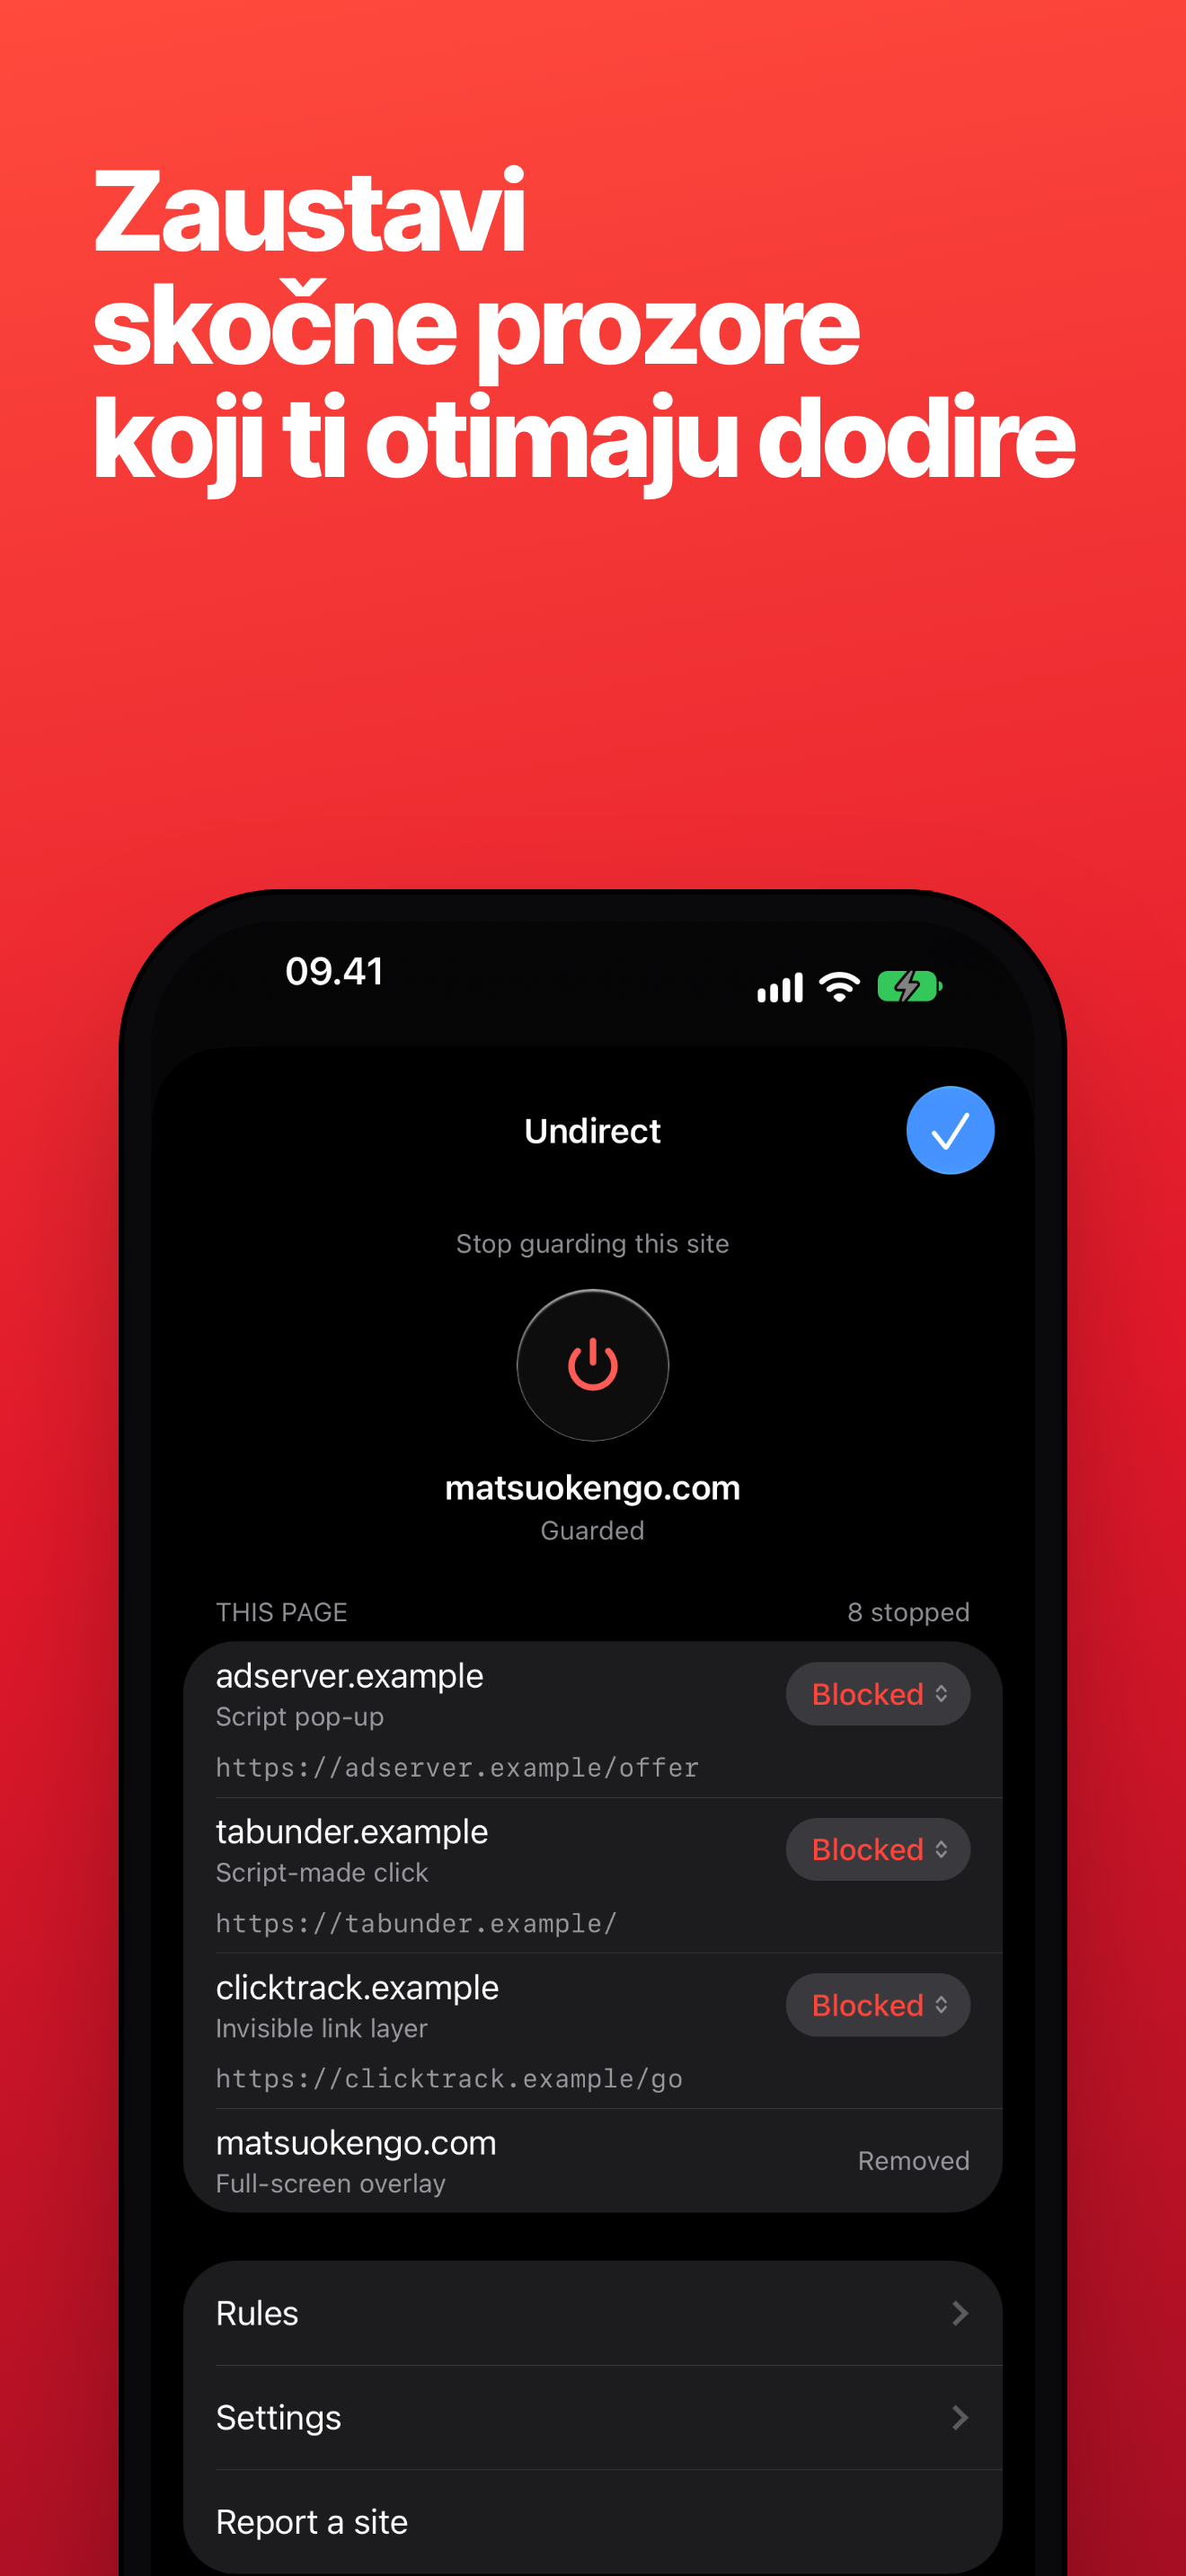 Zaustavi
skočne prozore
koji ti otimaju dodire
09.41
Undirect
Stop guarding this site
matsuokengo.com
Guarded
THIS PAGE 8 stopped
adserver.example Blocked
Script pop-up
https://adserver.example/offer
tabunder.example Blocked
Script-made click
https://tabunder.example/
clicktrack.example Blocked
Invisible link layer
https://clicktrack.example/go
matsuokengo.com Removed
Full-screen overlay
Rules
Settings
Report a site